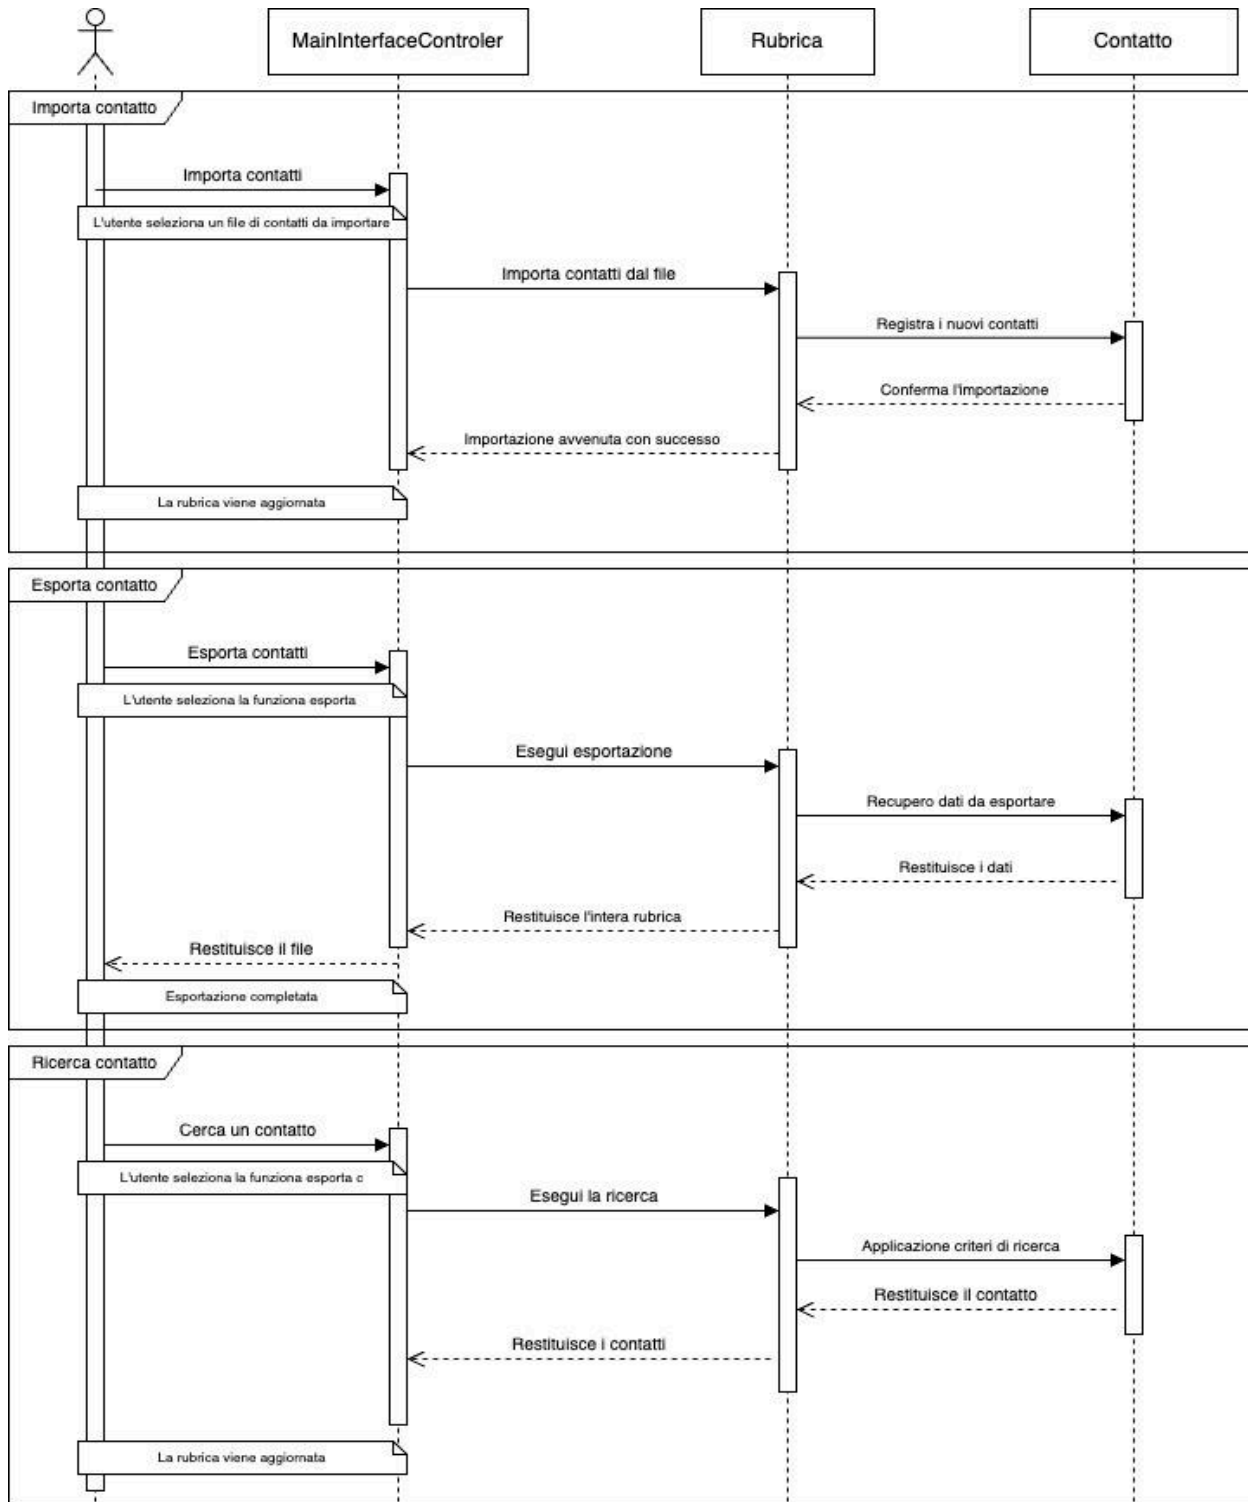 MainInterfaceControler
Rubrica
Contatto
Importa contatto
Importa contatti
L'utente seleziona un file di contatti da importare
Importa contatti dal file
Registra i nuovi contatti
Conferma l'importazione
Importazione avvenuta con successo
La rubrica viene aggiornata
Esporta contatto
Esporta contatti
L'utente seleziona la funziona esporta
Esegui esportazione
Recupero dati da esportare
Restituisce i dati
Restituisce l'intera rubrica
Restituisce il file
Esportazione completata
Ricerca contatto
Cerca un contatto
L'utente seleziona la funziona esporta c
Esegui la ricerca
Applicazione criteri di ricerca
Restituisce il contatto
Restituisce i contatti
La rubrica viene aggiornata